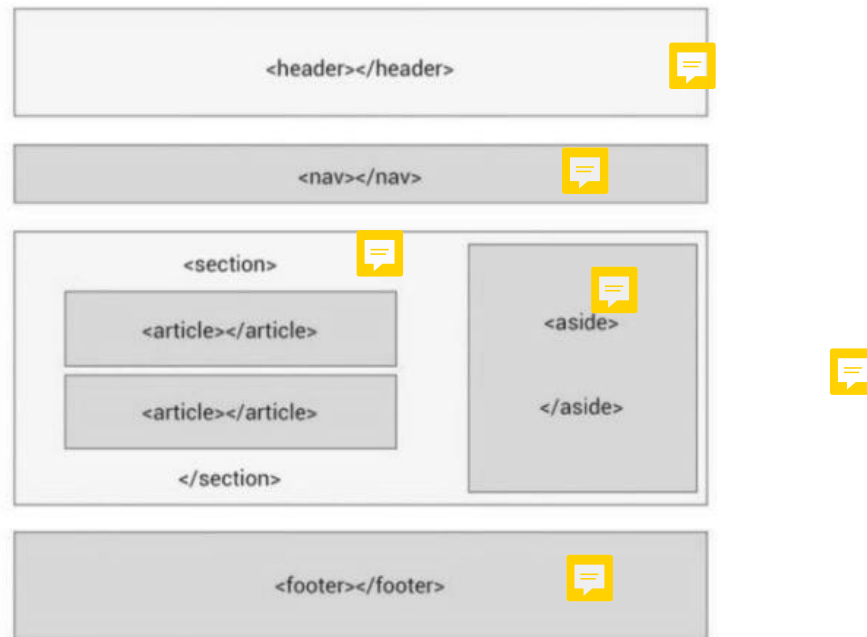 <header></header>
<nav></nav>
<section>
<article></article>
<article></article>
</section>
<aside>
</aside>
<footer></footer>